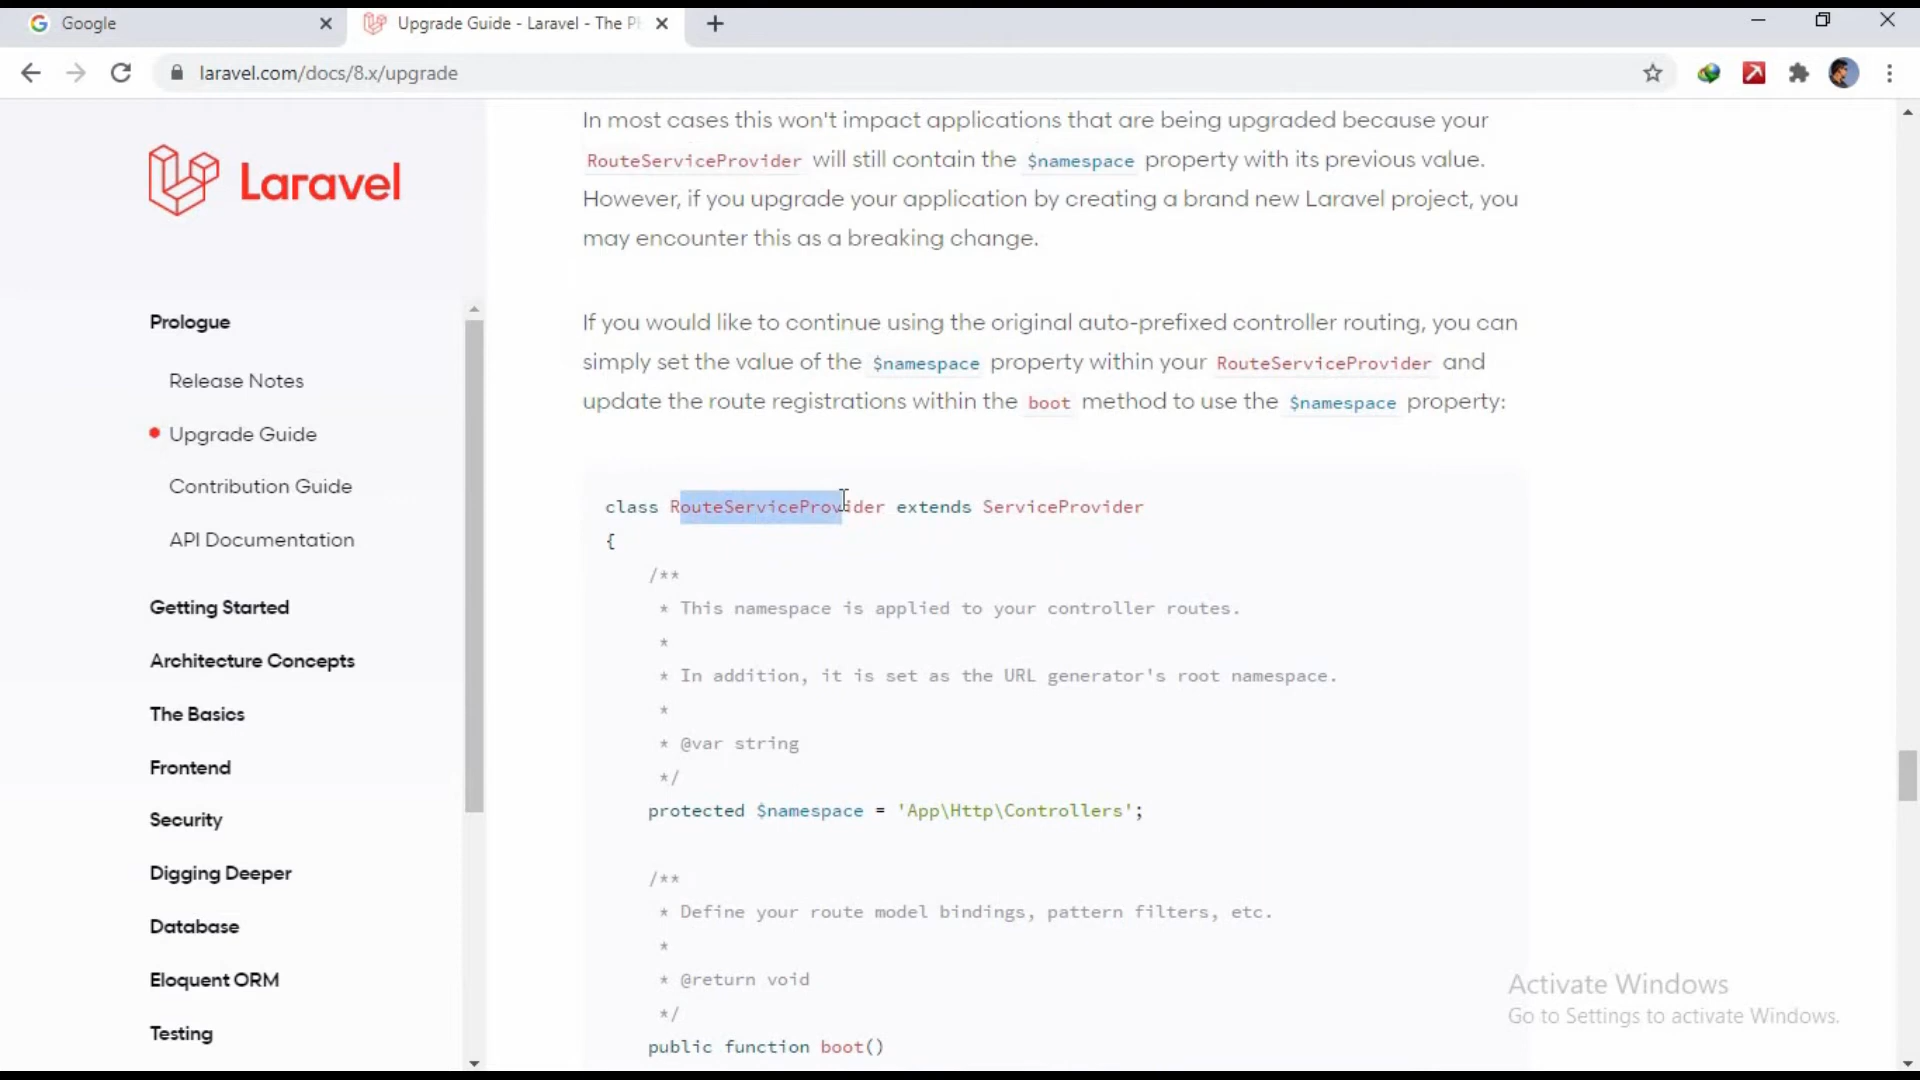 Google
Upgrade Guide - Laravel - The P
laravel.com/docs/8.x/upgrade
Laravel
Prologue
Release Notes
Upgrade Guide
Contribution Guide
API Documentation
Getting Started
Architecture Concepts
The Basics
Frontend
Security
Digging Deeper
Database
Eloquent ORM
Testing
In most cases this won't impact applications that are being upgraded because your
RouteServiceProvider will still contain the $namespace property with its previous value.
However, if you upgrade your application by creating a brand new Laravel project, you
may encounter this as a breaking change.
If you would like to continue using the original auto-prefixed controller routing, you can
simply set the value of the $namespace property within your RouteServiceProvider and
update the route registrations within the boot method to use the $namespace property:
class RouteServiceProvider extends ServiceProvider
{
/**
* This namespace is applied to your controller routes.
*
* In addition, it is set as the URL generator's root namespace.
*
* @var string
*/
protected $namespace = 'App\Http\Controllers';
/**
* Define your route model bindings, pattern filters, etc.
*
* @return void
*/
public function boot()
Activate Windows
Go to Settings to activate Windows.